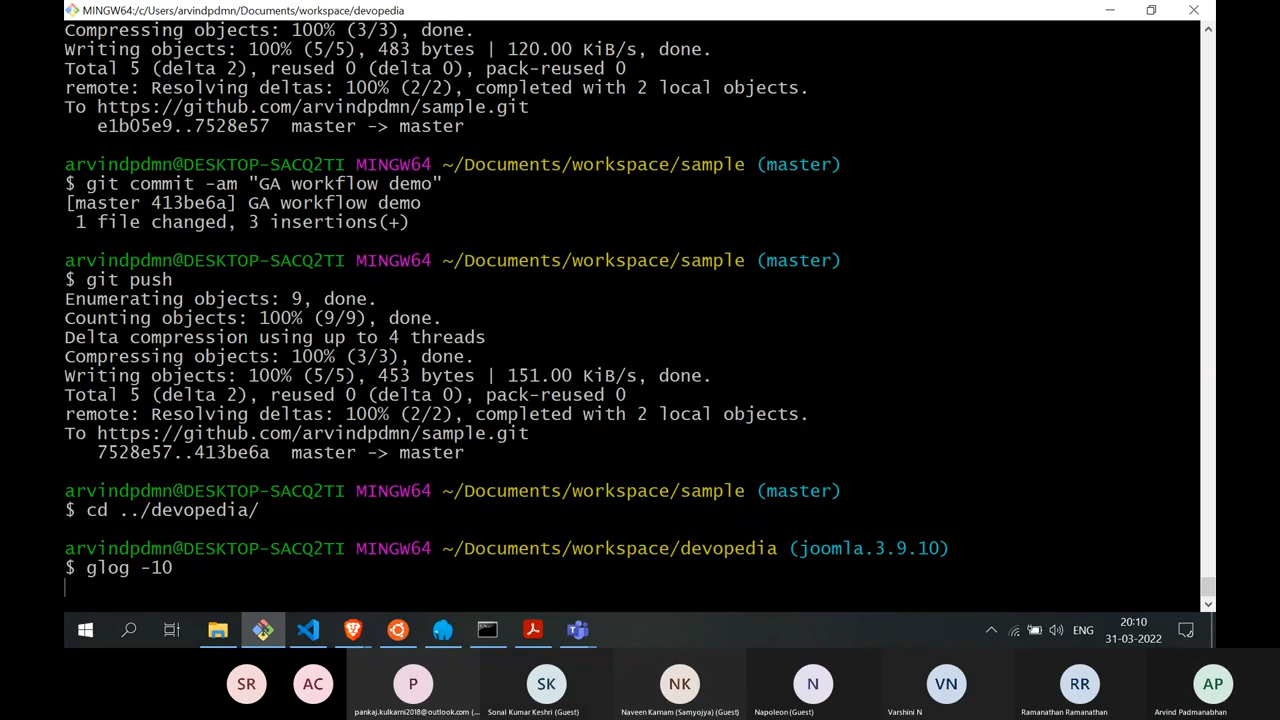 MINGW64:/c/Users/arvindpdmn/Documents/workspace/devopedia
Compressing objects: 100% (3/3), done.
Writing objects: 100% (5/5), 483 bytes | 120.00 KiB/s, done.
Total 5 (delta 2), reused 0 (delta 0), pack-reused 0
remote: Resolving deltas: 100% (2/2), completed with 2 local objects.
To https://github.com/arvindpdmn/sample.git
e1b05e9..7528e57  master -> master
arvindpdmn@DESKTOP-SACQ2TI MINGW64 ~/Documents/workspace/sample (master)
$ git commit -am "GA workflow demo"
[master 413be6a] GA workflow demo
1 file changed, 3 insertions(+)
arvindpdmn@DESKTOP-SACQ2TI MINGW64 ~/Documents/workspace/sample (master)
$ git push
Enumerating objects: 9, done.
Counting objects: 100% (9/9), done.
Delta compression using up to 4 threads
Compressing objects: 100% (3/3), done.
Writing objects: 100% (5/5), 453 bytes | 151.00 KiB/s, done.
Total 5 (delta 2), reused 0 (delta 0), pack-reused 0
remote: Resolving deltas: 100% (2/2), completed with 2 local objects.
To https://github.com/arvindpdmn/sample.git
7528e57..413be6a  master -> master
arvindpdmn@DESKTOP-SACQ2TI MINGW64 ~/Documents/workspace/sample (master)
$ cd ../devopedia/
arvindpdmn@DESKTOP-SACQ2TI MINGW64 ~/Documents/workspace/devopedia (joomla.3.9.10)
$ glog -10
ENG
20:10
31-03-2022
SR AC P SK NK N VN RR AP
pankaj.kulkarni2018@outlook.com (... Sonal Kumar Keshri (Guest) Naveen Karnam (Samyojya) (Guest) Napoleon (Guest) Varshini N Ramanathan Ramanathan Arvind Padmanabhan